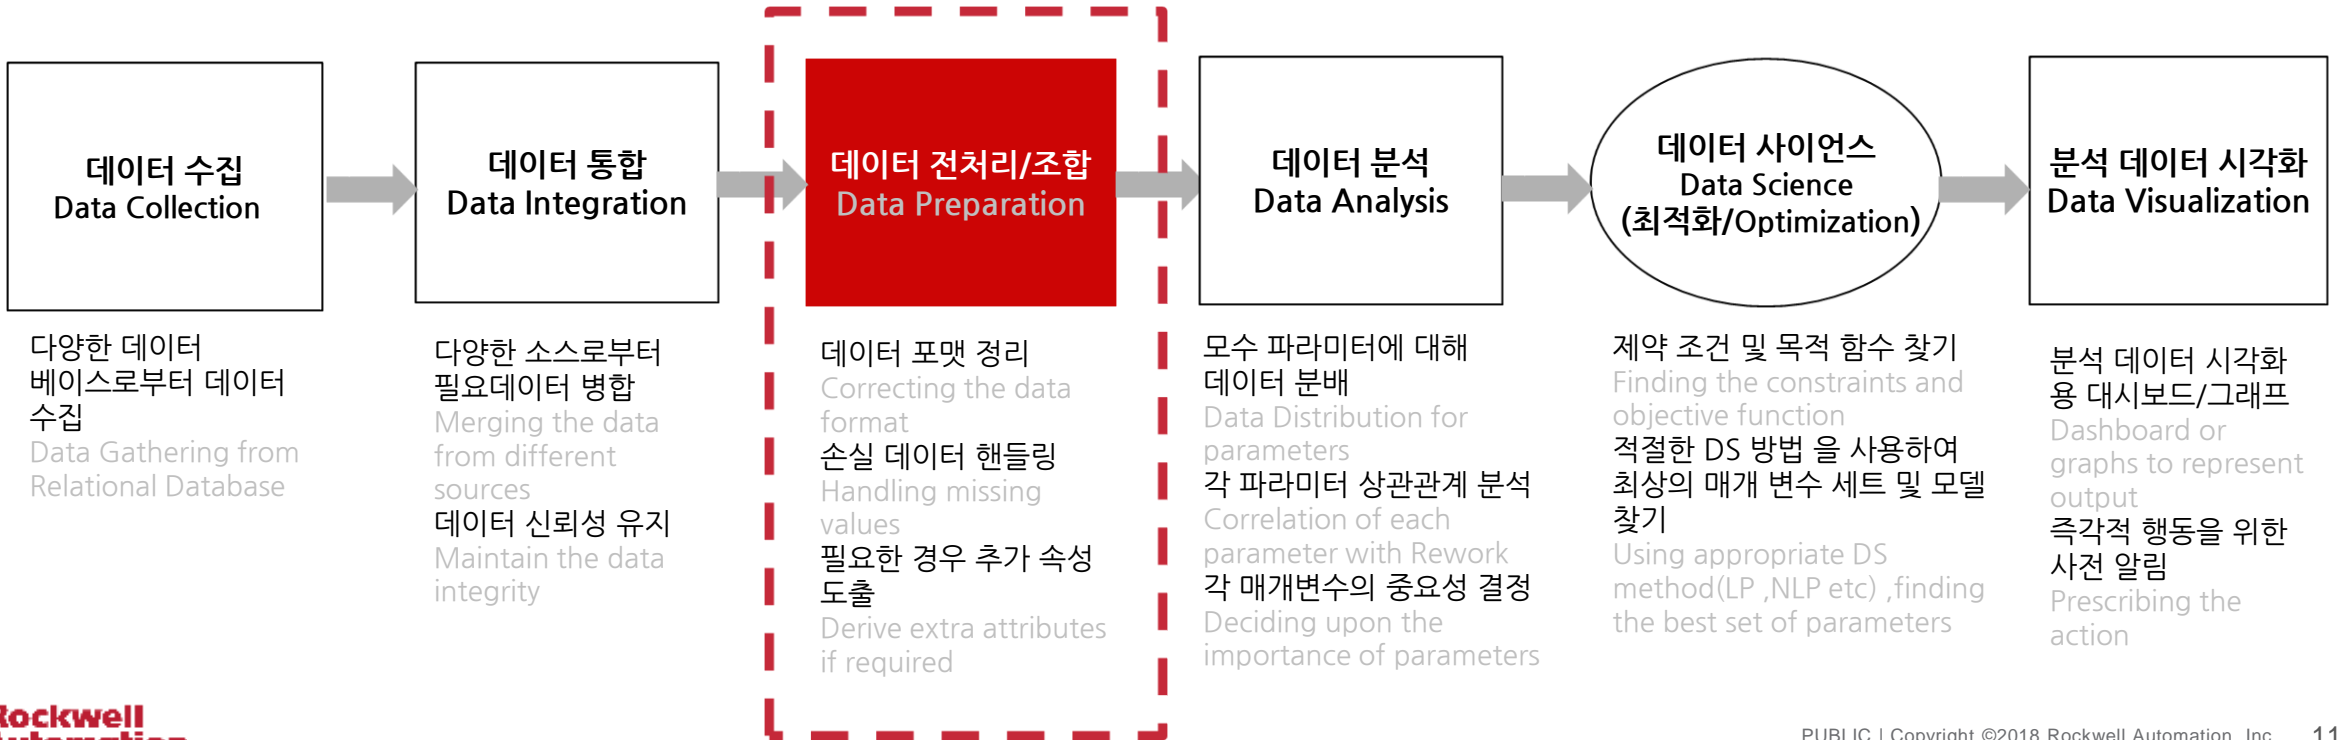 데이터 수집
Data Collection
데이터 통합
Data Integration
데이터 전처리/조합
Data Preparation
데이터 분석
Data Analysis
데이터 사이언스
Data Science
(최적화/Optimization)
분석 데이터 시각화
Data Visualization
다양한 데이터
베이스로부터 데이터
수집
Data Gathering from
Relational Database
다양한 소스로부터
필요데이터 병합
Merging the data
from different
sources
데이터 신뢰성 유지
Maintain the data
integrity
데이터 포맷 정리
Correcting the data
format
손실 데이터 핸들링
Handling missing
values
필요한 경우 추가 속성
도출
Derive extra attributes
if required
모수 파라미터에 대해
데이터 분배
Data Distribution for
parameters
각 파라미터 상관관계 분석
Correlation of each
parameter with Rework
각 매개변수의 중요성 결정
Deciding upon the
importance of parameters
제약 조건 및 목적 함수 찾기
Finding the constraints and
objective function
적절한 DS 방법 을 사용하여
최상의 매개 변수 세트 및 모델
찾기
Using appropriate DS
method(LP ,NLP etc) ,finding
the best set of parameters
분석 데이터 시각화
용 대시보드/그래프
Dashboard or
graphs to represent
output
즉각적 행동을 위한
사전 알림
Prescribing the
action
Rockwell
Automation
PUBLIC | Copyright ©2018 Rockwell Automation, Inc. 11